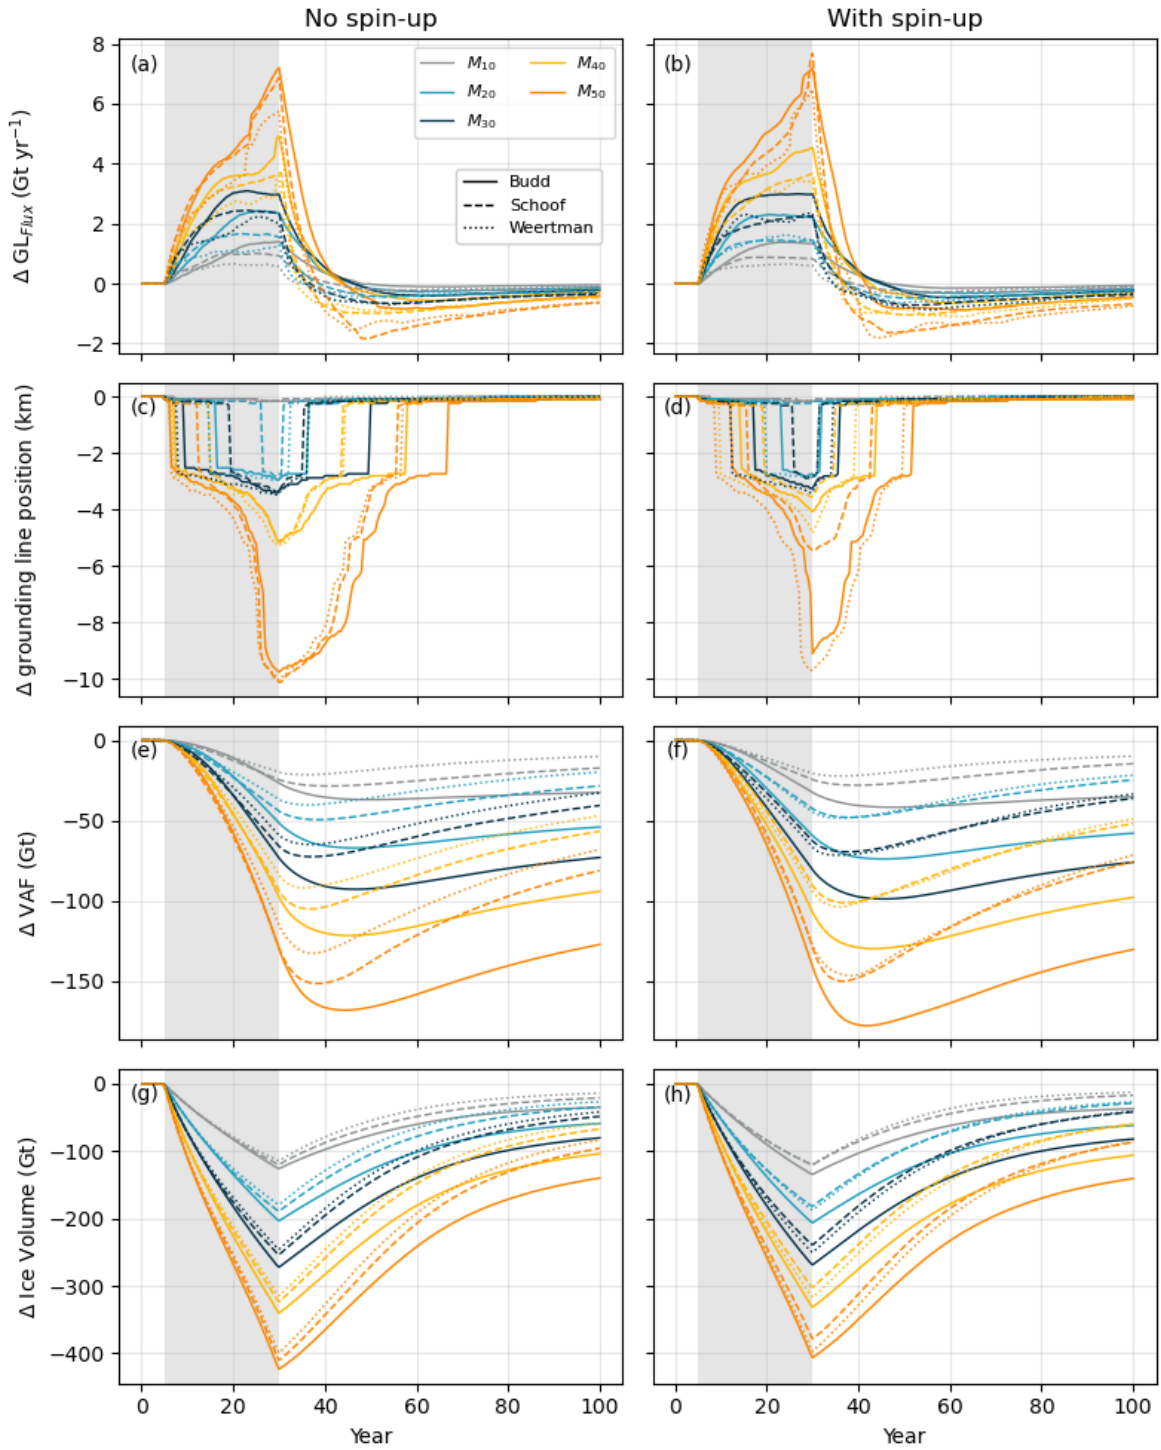 No spin-up
With spin-up
(a)
(b)
M₁₀
M₂₀
M₃₀
M₄₀
M₅₀
Budd
Schoof
Weertman
Δ GL_Flux (Gt yr⁻¹)
8
6
4
2
0
−2
(c)
(d)
Δ grounding line position (km)
0
−2
−4
−6
−8
−10
(e)
(f)
Δ VAF (Gt)
0
−50
−100
−150
(g)
(h)
Δ Ice Volume (Gt
0
−100
−200
−300
−400
0 20 40 60 80 100
0 20 40 60 80 100
Year
Year